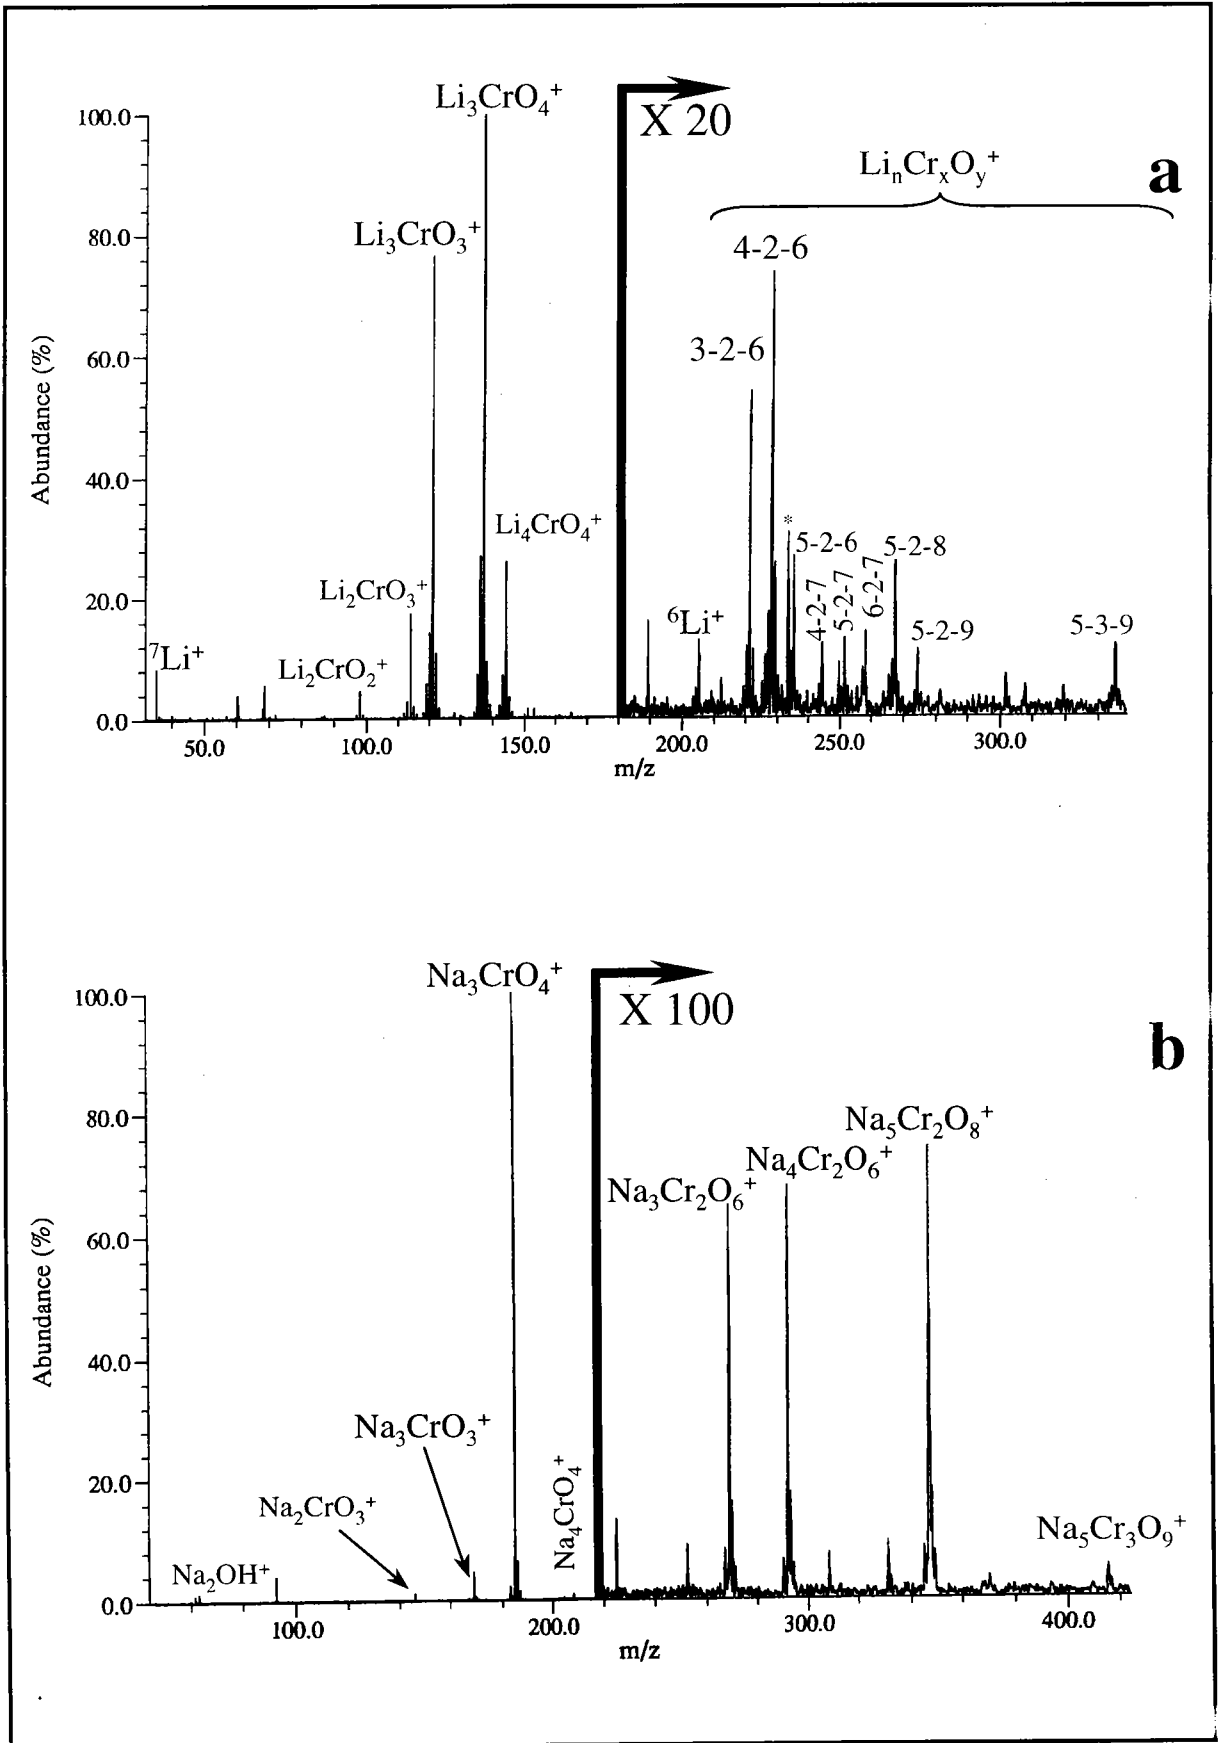 Li₃CrO₄⁺
100.0
X 20
LiₙCrₓOᵧ⁺
a
Li₃CrO₃⁺
80.0
4-2-6
3-2-6
60.0
Abundance (%)
40.0
Li₄CrO₄⁺
*
5-2-6
5-2-8
4-2-7
5-2-7
6-2-7
Li₂CrO₃⁺
20.0
⁶Li⁺
5-2-9
5-3-9
⁷Li⁺
Li₂CrO₂⁺
0.0
50.0 100.0 150.0 200.0 250.0 300.0
m/z
Na₃CrO₄⁺
100.0
X 100
b
Na₅Cr₂O₈⁺
80.0
Na₄Cr₂O₆⁺
Na₃Cr₂O₆⁺
60.0
Abundance (%)
40.0
Na₃CrO₃⁺
20.0
Na₄CrO₄⁺
Na₂CrO₃⁺
Na₅Cr₃O₉⁺
Na₂OH⁺
0.0
100.0 200.0 300.0 400.0
m/z